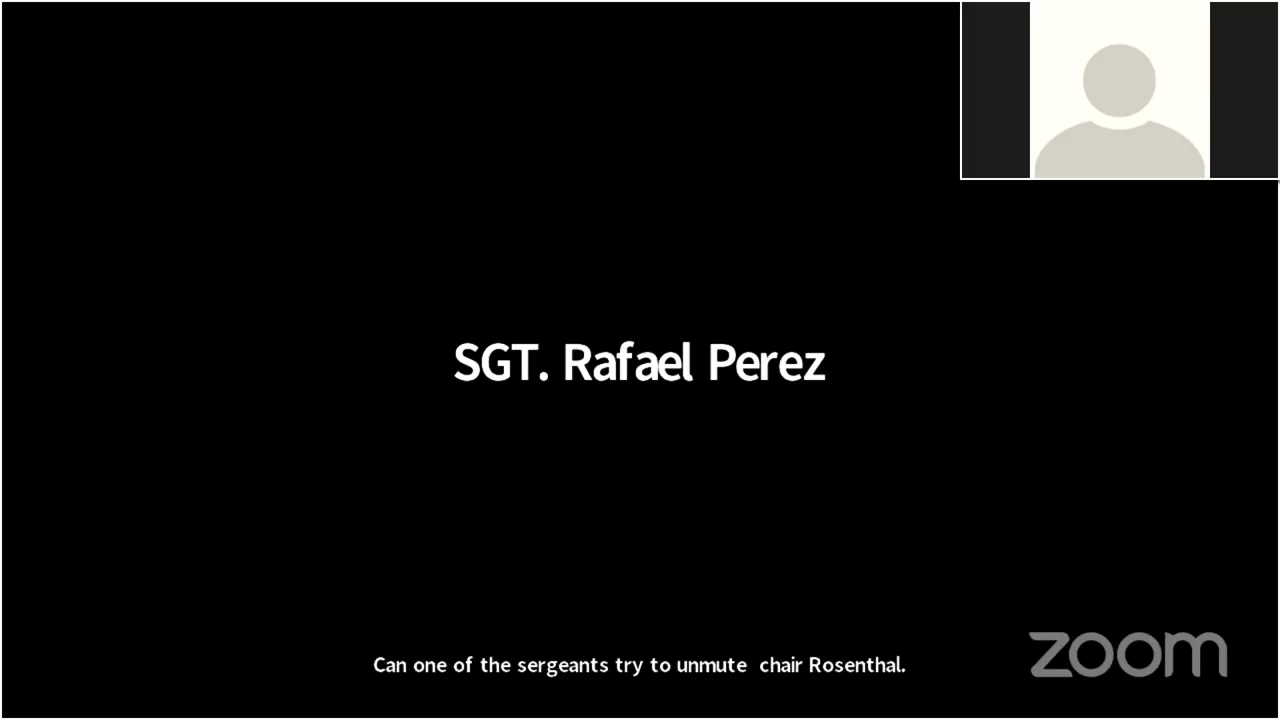 SGT. Rafael Perez
Can one of the sergeants try to unmute chair Rosenthal.
zoom